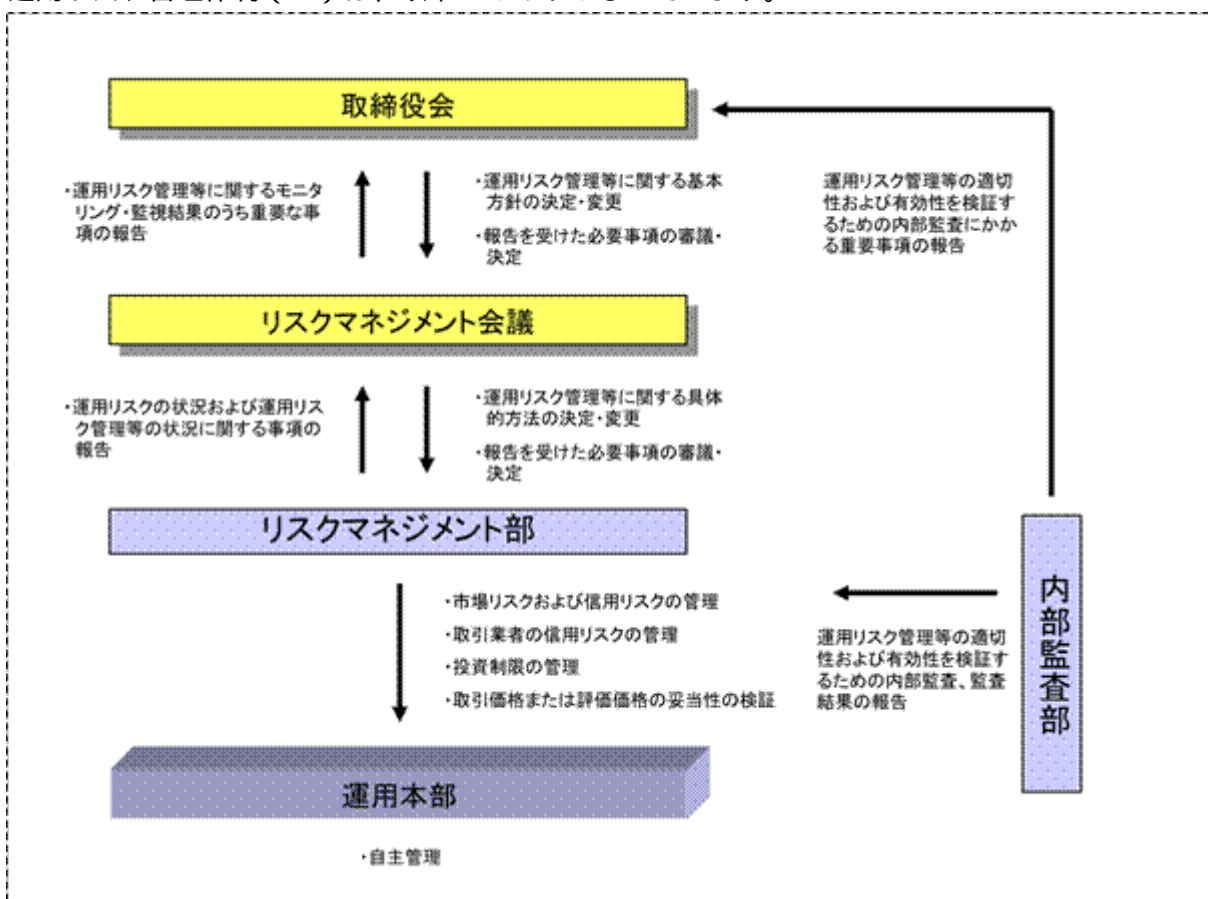 取締役会
・運用リスク管理等に関するモニタ
リング・監視結果のうち重要な事
項の報告
・運用リスク管理等に関する基本
方針の決定・変更
・報告を受けた必要事項の審議・
決定
運用リスク管理等の適切
性および有効性を検証す
るための内部監査にかか
る重要事項の報告
リスクマネジメント会議
・運用リスクの状況および運用リス
ク管理等の状況に関する事項の
報告
・運用リスク管理等に関する具体
的方法の決定・変更
・報告を受けた必要事項の審議・
決定
リスクマネジメント部
・市場リスクおよび信用リスクの管理
・取引業者の信用リスクの管理
・投資制限の管理
・取引価格または評価価格の妥当性の検証
運用リスク管理等の適切
性および有効性を検証す
るための内部監査、監査
結果の報告
内部監査部
運用本部
・自主管理